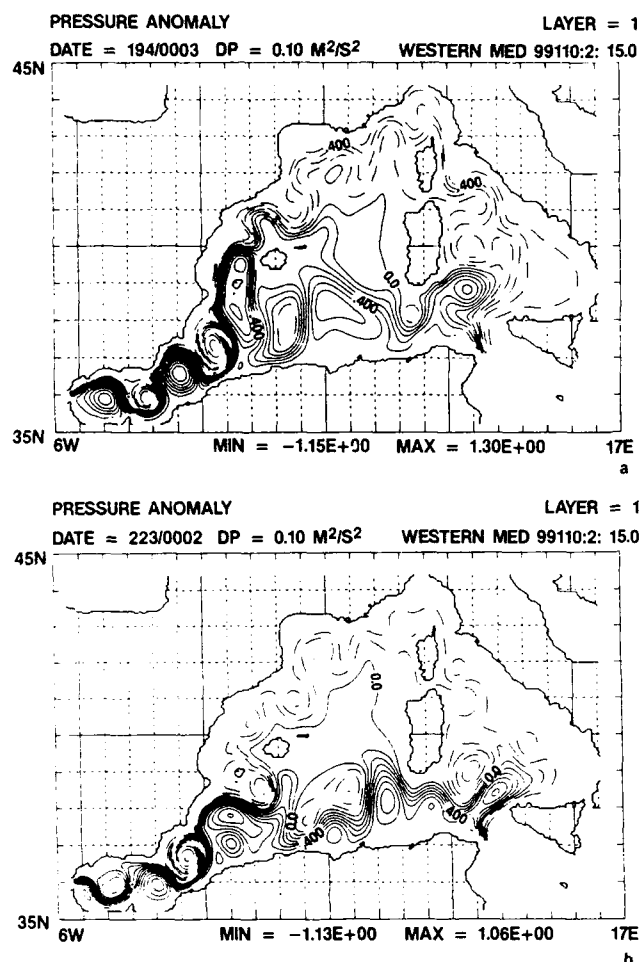 PRESSURE ANOMALY LAYER = 1
DATE = 194/0003 DP = 0.10 M²/S² WESTERN MED 99110:2: 15.0
45N
.400
.400
0.0
.400
.400
35N
6W MIN = -1.15E+00 MAX = 1.30E+00 17E
a
PRESSURE ANOMALY LAYER = 1
DATE = 223/0002 DP = 0.10 M²/S² WESTERN MED 99110:2: 15.0
45N
0.0
0.0
0.0
.400
.400
35N
6W MIN = -1.13E+00 MAX = 1.06E+00 17E
b